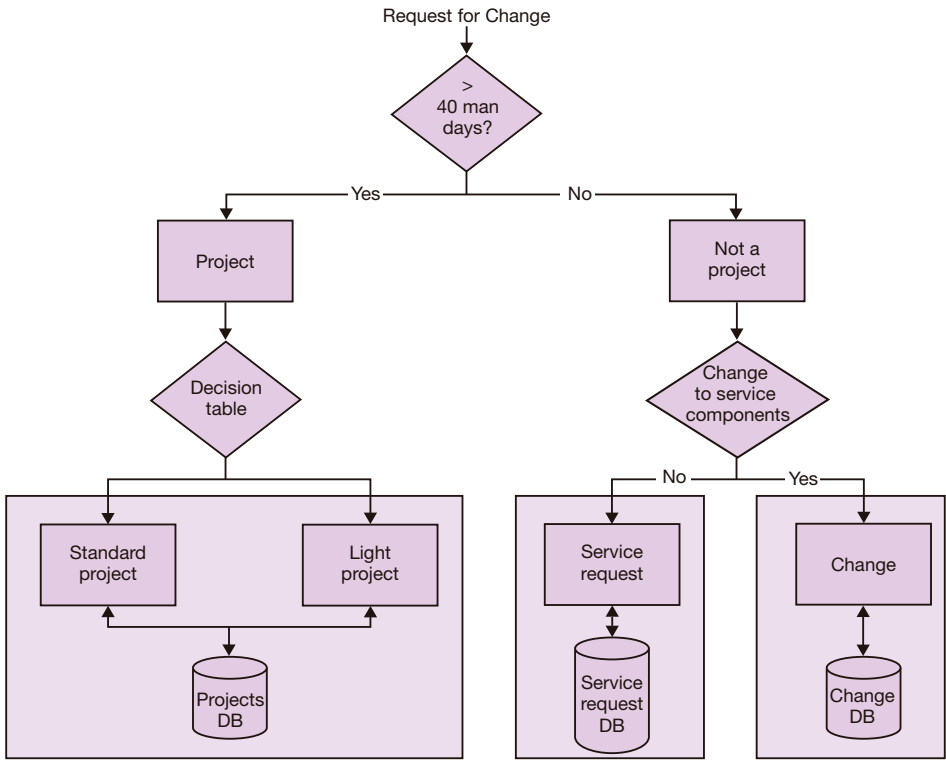 Request for Change
>
40 man
days?
Yes
No
Project
Not a
project
Decision
table
Change
to service
components
No
Yes
Standard
project
Light
project
Service
request
Change
Projects
DB
Service
request
DB
Change
DB